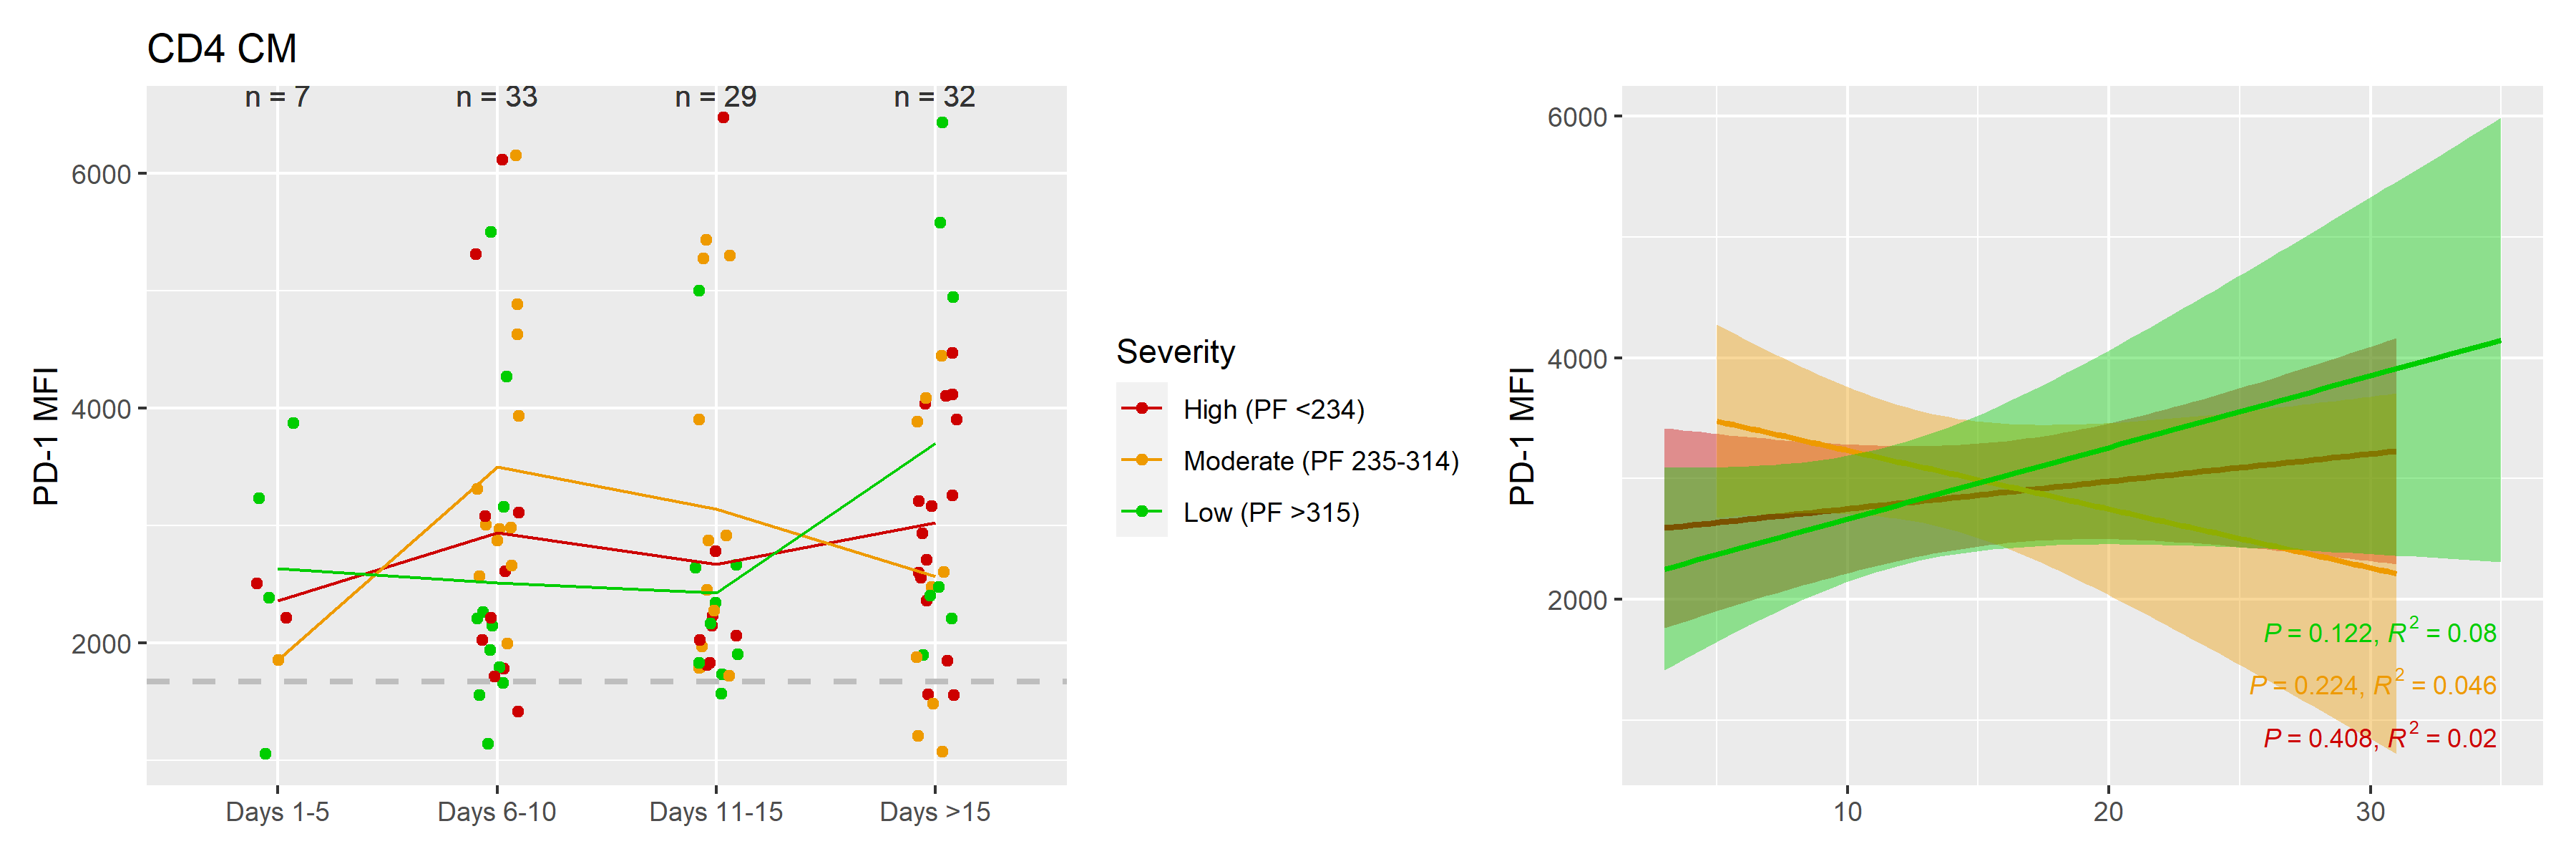 CD4 CM
n = 7
n = 33
n = 29
n = 32
PD-1 MFI
6000
4000
2000
Days 1-5
Days 6-10
Days 11-15
Days >15
Severity
High (PF <234)
Moderate (PF 235-314)
Low (PF >315)
PD-1 MFI
6000
4000
2000
P = 0.122, R² = 0.08
P = 0.224, R² = 0.046
P = 0.408, R² = 0.02
10
20
30